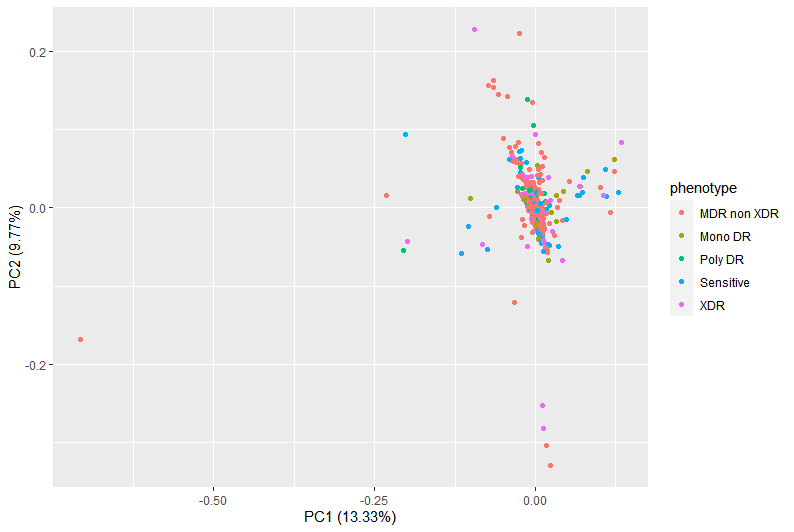 0.2
0.0
-0.2
PC2 (9.77%)
-0.50
-0.25
0.00
PC1 (13.33%)
phenotype
MDR non XDR
Mono DR
Poly DR
Sensitive
XDR